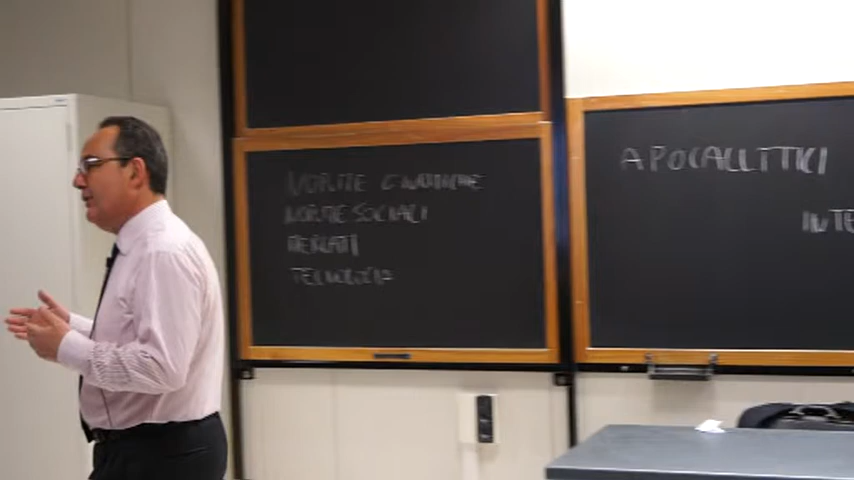 NORME GIURIDICHE
NORME SOCIALI
MERCATI
TECNOLOGIA
APOCALITTICI
INTE